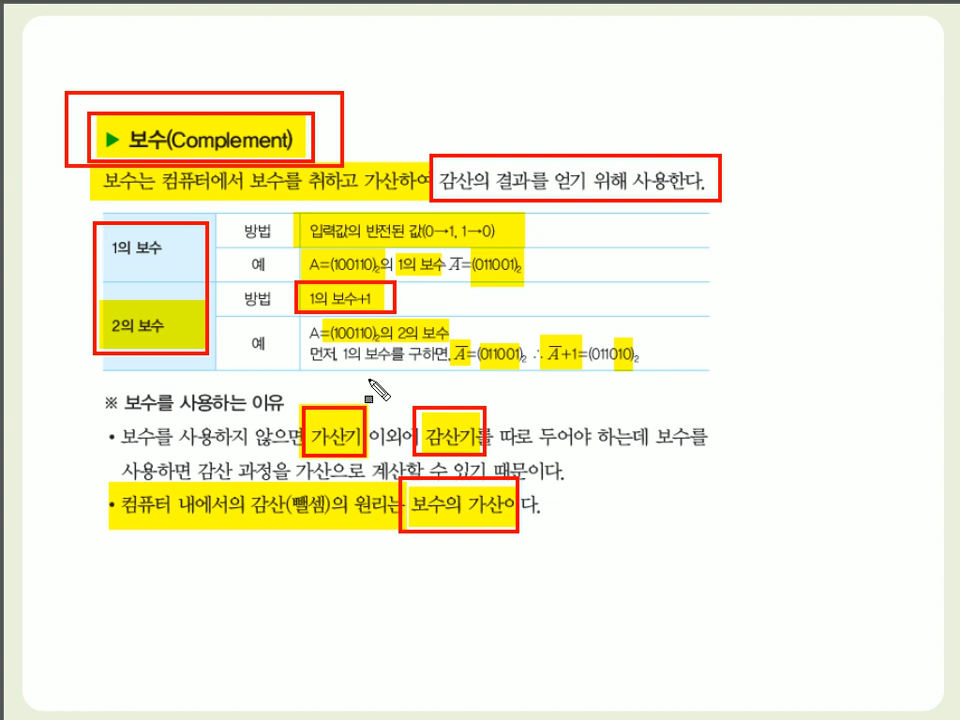 ▶ 보수(Complement)
보수는 컴퓨터에서 보수를 취하고 가산하여 감산의 결과를 얻기 위해 사용한다.
1의 보수 방법 입력값의 반전된 값(0→1, 1→0)
예 A=(100110)₂의 1의 보수 A̅=(011001)₂
2의 보수 방법 1의 보수+1
예 A=(100110)₂의 2의 보수
먼저, 1의 보수를 구하면, A̅=(011001)₂ ∴ A̅+1=(011010)₂
※ 보수를 사용하는 이유
• 보수를 사용하지 않으면 가산기 이외에 감산기를 따로 두어야 하는데 보수를
사용하면 감산 과정을 가산으로 계산할 수 있기 때문이다.
• 컴퓨터 내에서의 감산(뺄셈)의 원리는 보수의 가산이다.